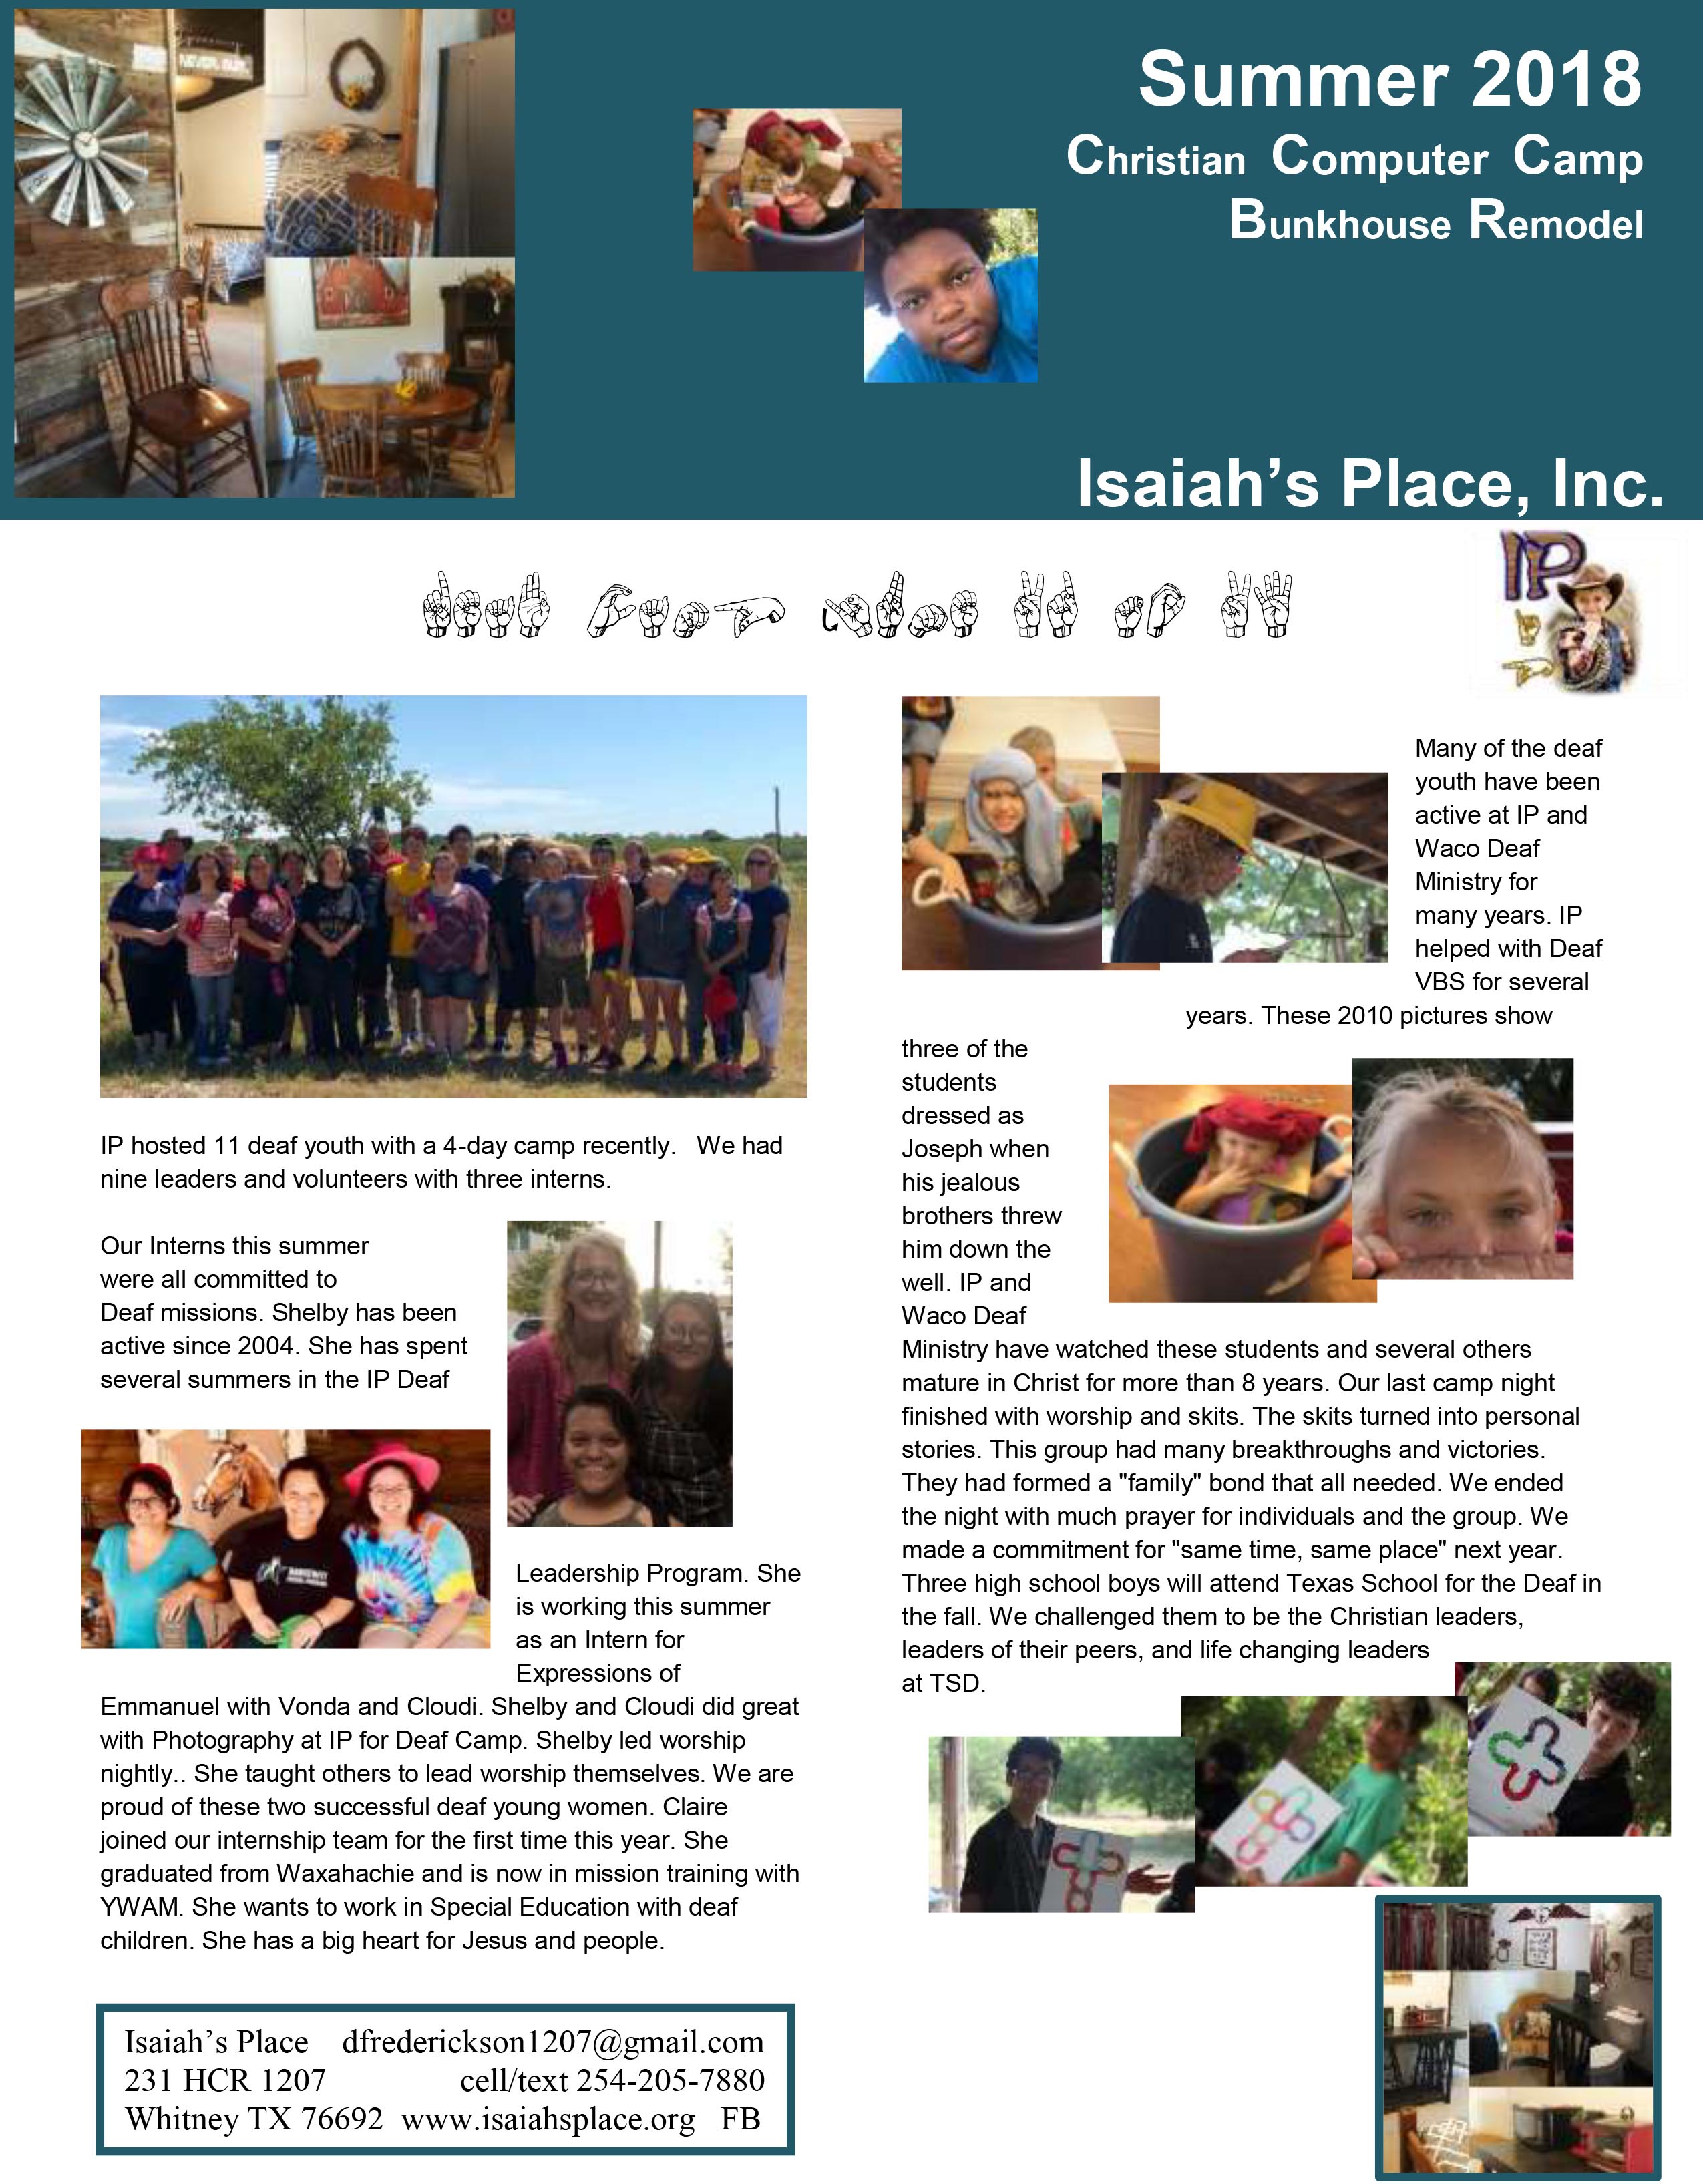 Summer 2018
Christian Computer Camp
Bunkhouse Remodel
Isaiah’s Place, Inc.
IP
IP hosted 11 deaf youth with a 4-day camp recently. We had
nine leaders and volunteers with three interns.
Our Interns this summer
were all committed to
Deaf missions. Shelby has been
active since 2004. She has spent
several summers in the IP Deaf
Leadership Program. She
is working this summer
as an Intern for
Expressions of
Emmanuel with Vonda and Cloudi. Shelby and Cloudi did great
with Photography at IP for Deaf Camp. Shelby led worship
nightly.. She taught others to lead worship themselves. We are
proud of these two successful deaf young women. Claire
joined our internship team for the first time this year. She
graduated from Waxahachie and is now in mission training with
YWAM. She wants to work in Special Education with deaf
children. She has a big heart for Jesus and people.
Isaiah’s Place dfrederickson1207@gmail.com
231 HCR 1207 cell/text 254-205-7880
Whitney TX 76692 www.isaiahsplace.org FB
Many of the deaf
youth have been
active at IP and
Waco Deaf
Ministry for
many years. IP
helped with Deaf
VBS for several
years. These 2010 pictures show
three of the
students
dressed as
Joseph when
his jealous
brothers threw
him down the
well. IP and
Waco Deaf
Ministry have watched these students and several others
mature in Christ for more than 8 years. Our last camp night
finished with worship and skits. The skits turned into personal
stories. This group had many breakthroughs and victories.
They had formed a "family" bond that all needed. We ended
the night with much prayer for individuals and the group. We
made a commitment for "same time, same place" next year.
Three high school boys will attend Texas School for the Deaf in
the fall. We challenged them to be the Christian leaders,
leaders of their peers, and life changing leaders
at TSD.